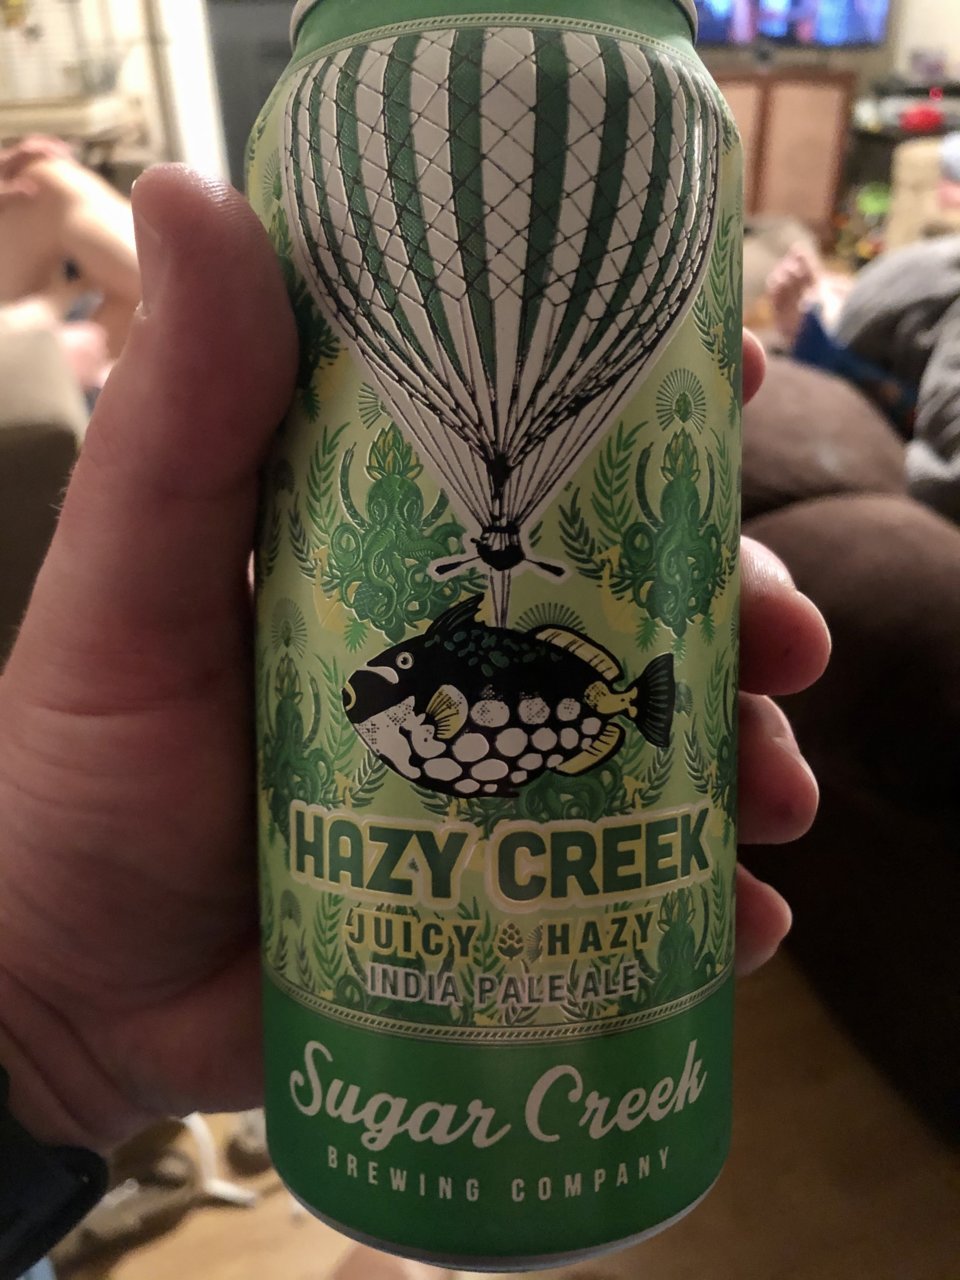 HAZY CREEK
JUICY HAZY
INDIA PALE ALE
Sugar Creek
BREWING COMPANY